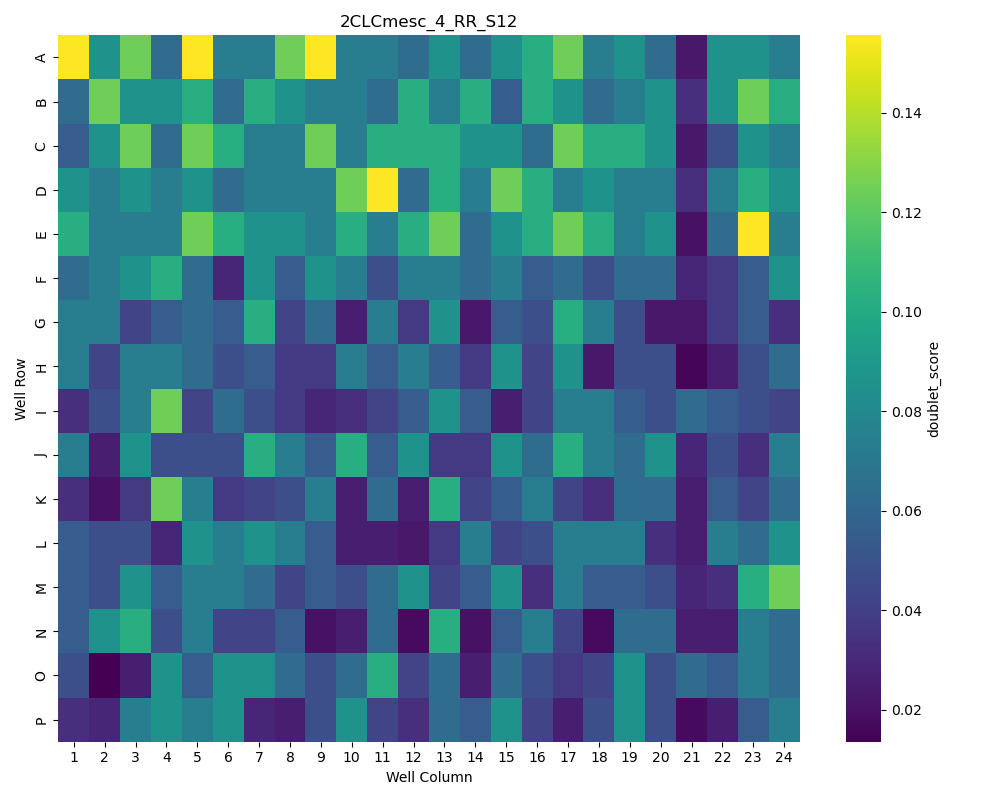 2CLCmesc_4_RR_S12
A
B
C
D
E
F
G
H
I
J
K
L
M
N
O
P
Well Row
1 2 3 4 5 6 7 8 9 10 11 12 13 14 15 16 17 18 19 20 21 22 23 24
Well Column
0.14
0.12
0.10
0.08
0.06
0.04
0.02
doublet_score